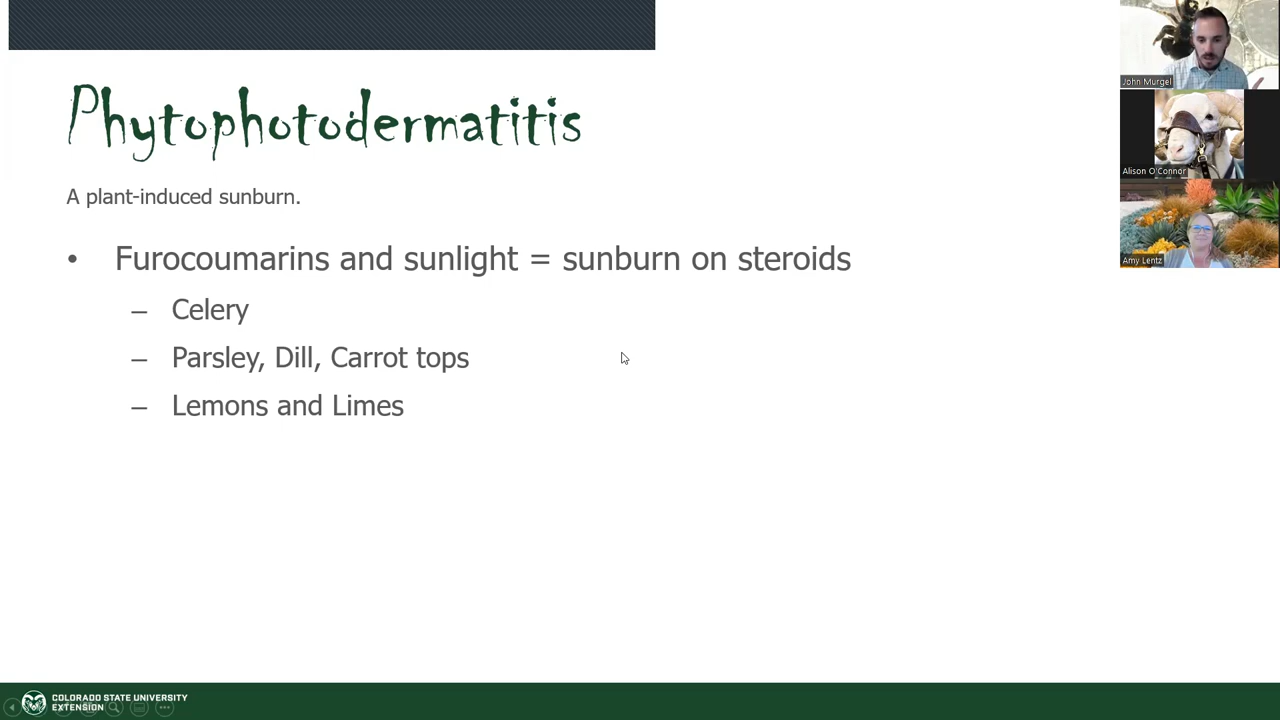 Phytophotodermatitis
A plant-induced sunburn.
• Furocoumarins and sunlight = sunburn on steroids
– Celery
– Parsley, Dill, Carrot tops
– Lemons and Limes
John Murgel
Alison O'Connor
Amy Lentz
COLORADO STATE UNIVERSITY
EXTENSION